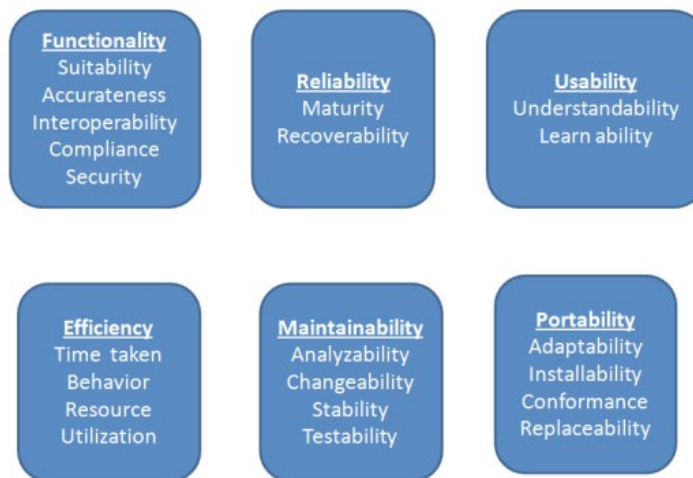 Functionality
Suitability
Accurateness
Interoperability
Compliance
Security
Reliability
Maturity
Recoverability
Usability
Understandability
Learn ability
Efficiency
Time taken
Behavior
Resource
Utilization
Maintainability
Analyzability
Changeability
Stability
Testability
Portability
Adaptability
Installability
Conformance
Replaceability